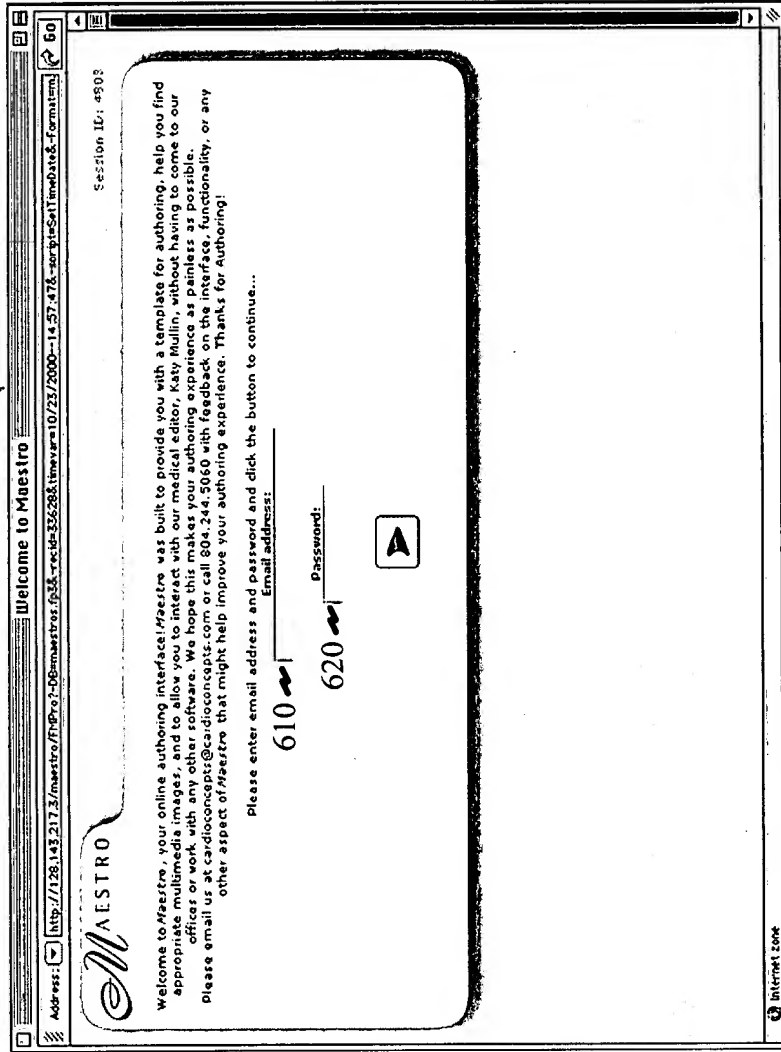 Welcome to Maestro
Address: http://128.143.217.3/maestro/FMPro?-DB=maestros.fp3&-recid=33628&timevar=10/23/2000--14:57:47&-script=SetTimeDate&-Format=m Go
MAESTRO
Session ID: 4803
Welcome to Maestro, your online authoring interface! Maestro was built to provide you with a template for authoring, help you find
appropriate multimedia images, and to allow you to interact with our medical editor, Katy Mullin, without having to come to our
offices or work with any other software. We hope this makes your authoring experience as painless as possible.
Please email us at cardioconcepts@cardioconcepts.com or call 804.244.5060 with feedback on the interface, functionality, or any
other aspect of Maestro that might help improve your authoring experience. Thanks for Authoring!
Please enter email address and password and click the button to continue...
Email address:
610
Password:
620
Internet zone